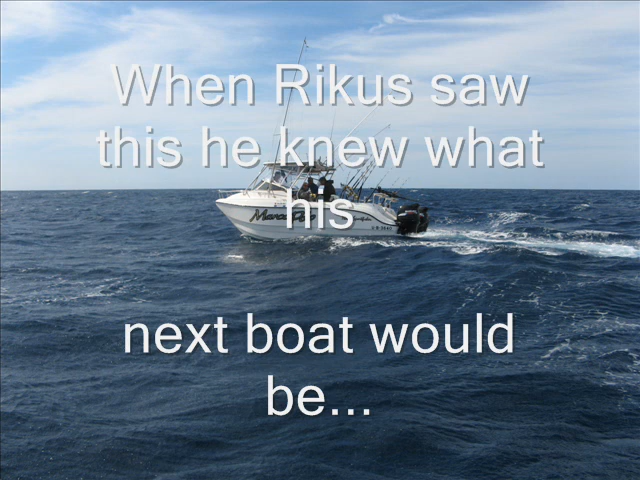 When Rikus saw
this he knew what
his
next boat would
be...